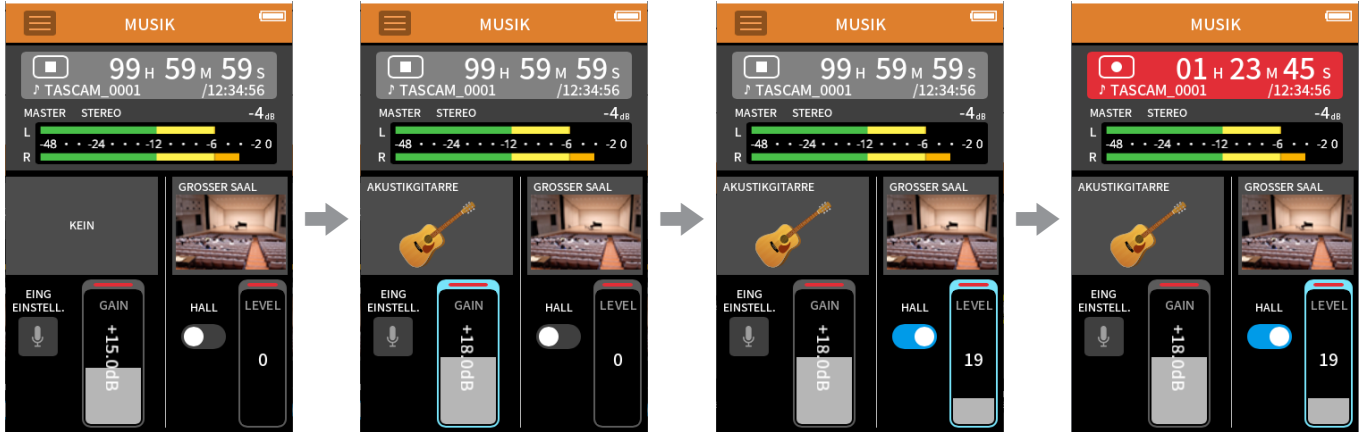 MUSIK
99 H 59 M 59 S
♪ TASCAM_0001 /12:34:56
MASTER STEREO -4dB
L
-48 · · -24 · · · · -12 · · · · -6 · · -2 0
R
KEIN
GROSSER SAAL
EING
EINSTELL.
GAIN
+15.0dB
HALL
LEVEL
0
MUSIK
99 H 59 M 59 S
♪ TASCAM_0001 /12:34:56
MASTER STEREO -4dB
L
-48 · · -24 · · · · -12 · · · · -6 · · -2 0
R
AKUSTIKGITARRE
GROSSER SAAL
EING
EINSTELL.
GAIN
+18.0dB
HALL
LEVEL
0
MUSIK
99 H 59 M 59 S
♪ TASCAM_0001 /12:34:56
MASTER STEREO -4dB
L
-48 · · -24 · · · · -12 · · · · -6 · · -2 0
R
AKUSTIKGITARRE
GROSSER SAAL
EING
EINSTELL.
GAIN
+18.0dB
HALL
LEVEL
19
MUSIK
01 H 23 M 45 S
♪ TASCAM_0001 /12:34:56
MASTER STEREO -4dB
L
-48 · · -24 · · · · -12 · · · · -6 · · -2 0
R
AKUSTIKGITARRE
GROSSER SAAL
EING
EINSTELL.
GAIN
+18.0dB
HALL
LEVEL
19